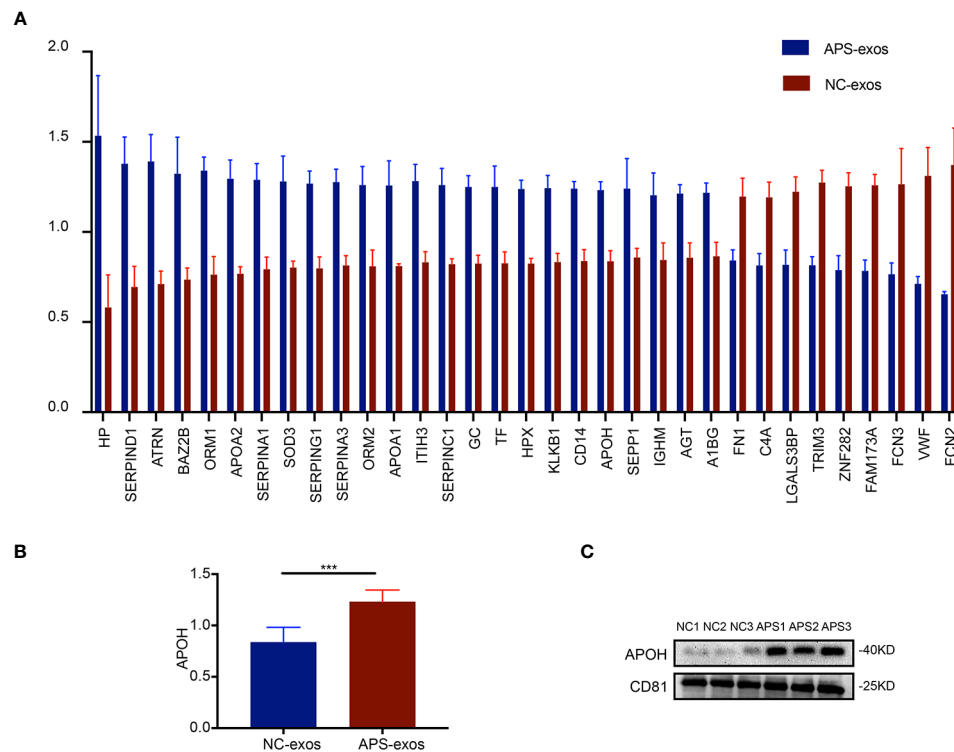 A
2.0
1.5
1.0
0.5
0.0
APS-exos
NC-exos
HP
SERPIND1
ATRN
BAZ2B
ORM1
APOA2
SERPINA1
SOD3
SERPING1
SERPINA3
ORM2
APOA1
ITIH3
SERPINC1
GC
TF
HPX
KLKB1
CD14
APOH
SEPP1
IGHM
AGT
A1BG
FN1
C4A
LGALS3BP
TRIM3
ZNF282
FAM173A
FCN3
VWF
FCN2
B
APOH
1.5
1.0
0.5
0.0
***
NC-exos APS-exos
C
NC1 NC2 NC3 APS1 APS2 APS3
APOH -40KD
CD81 -25KD